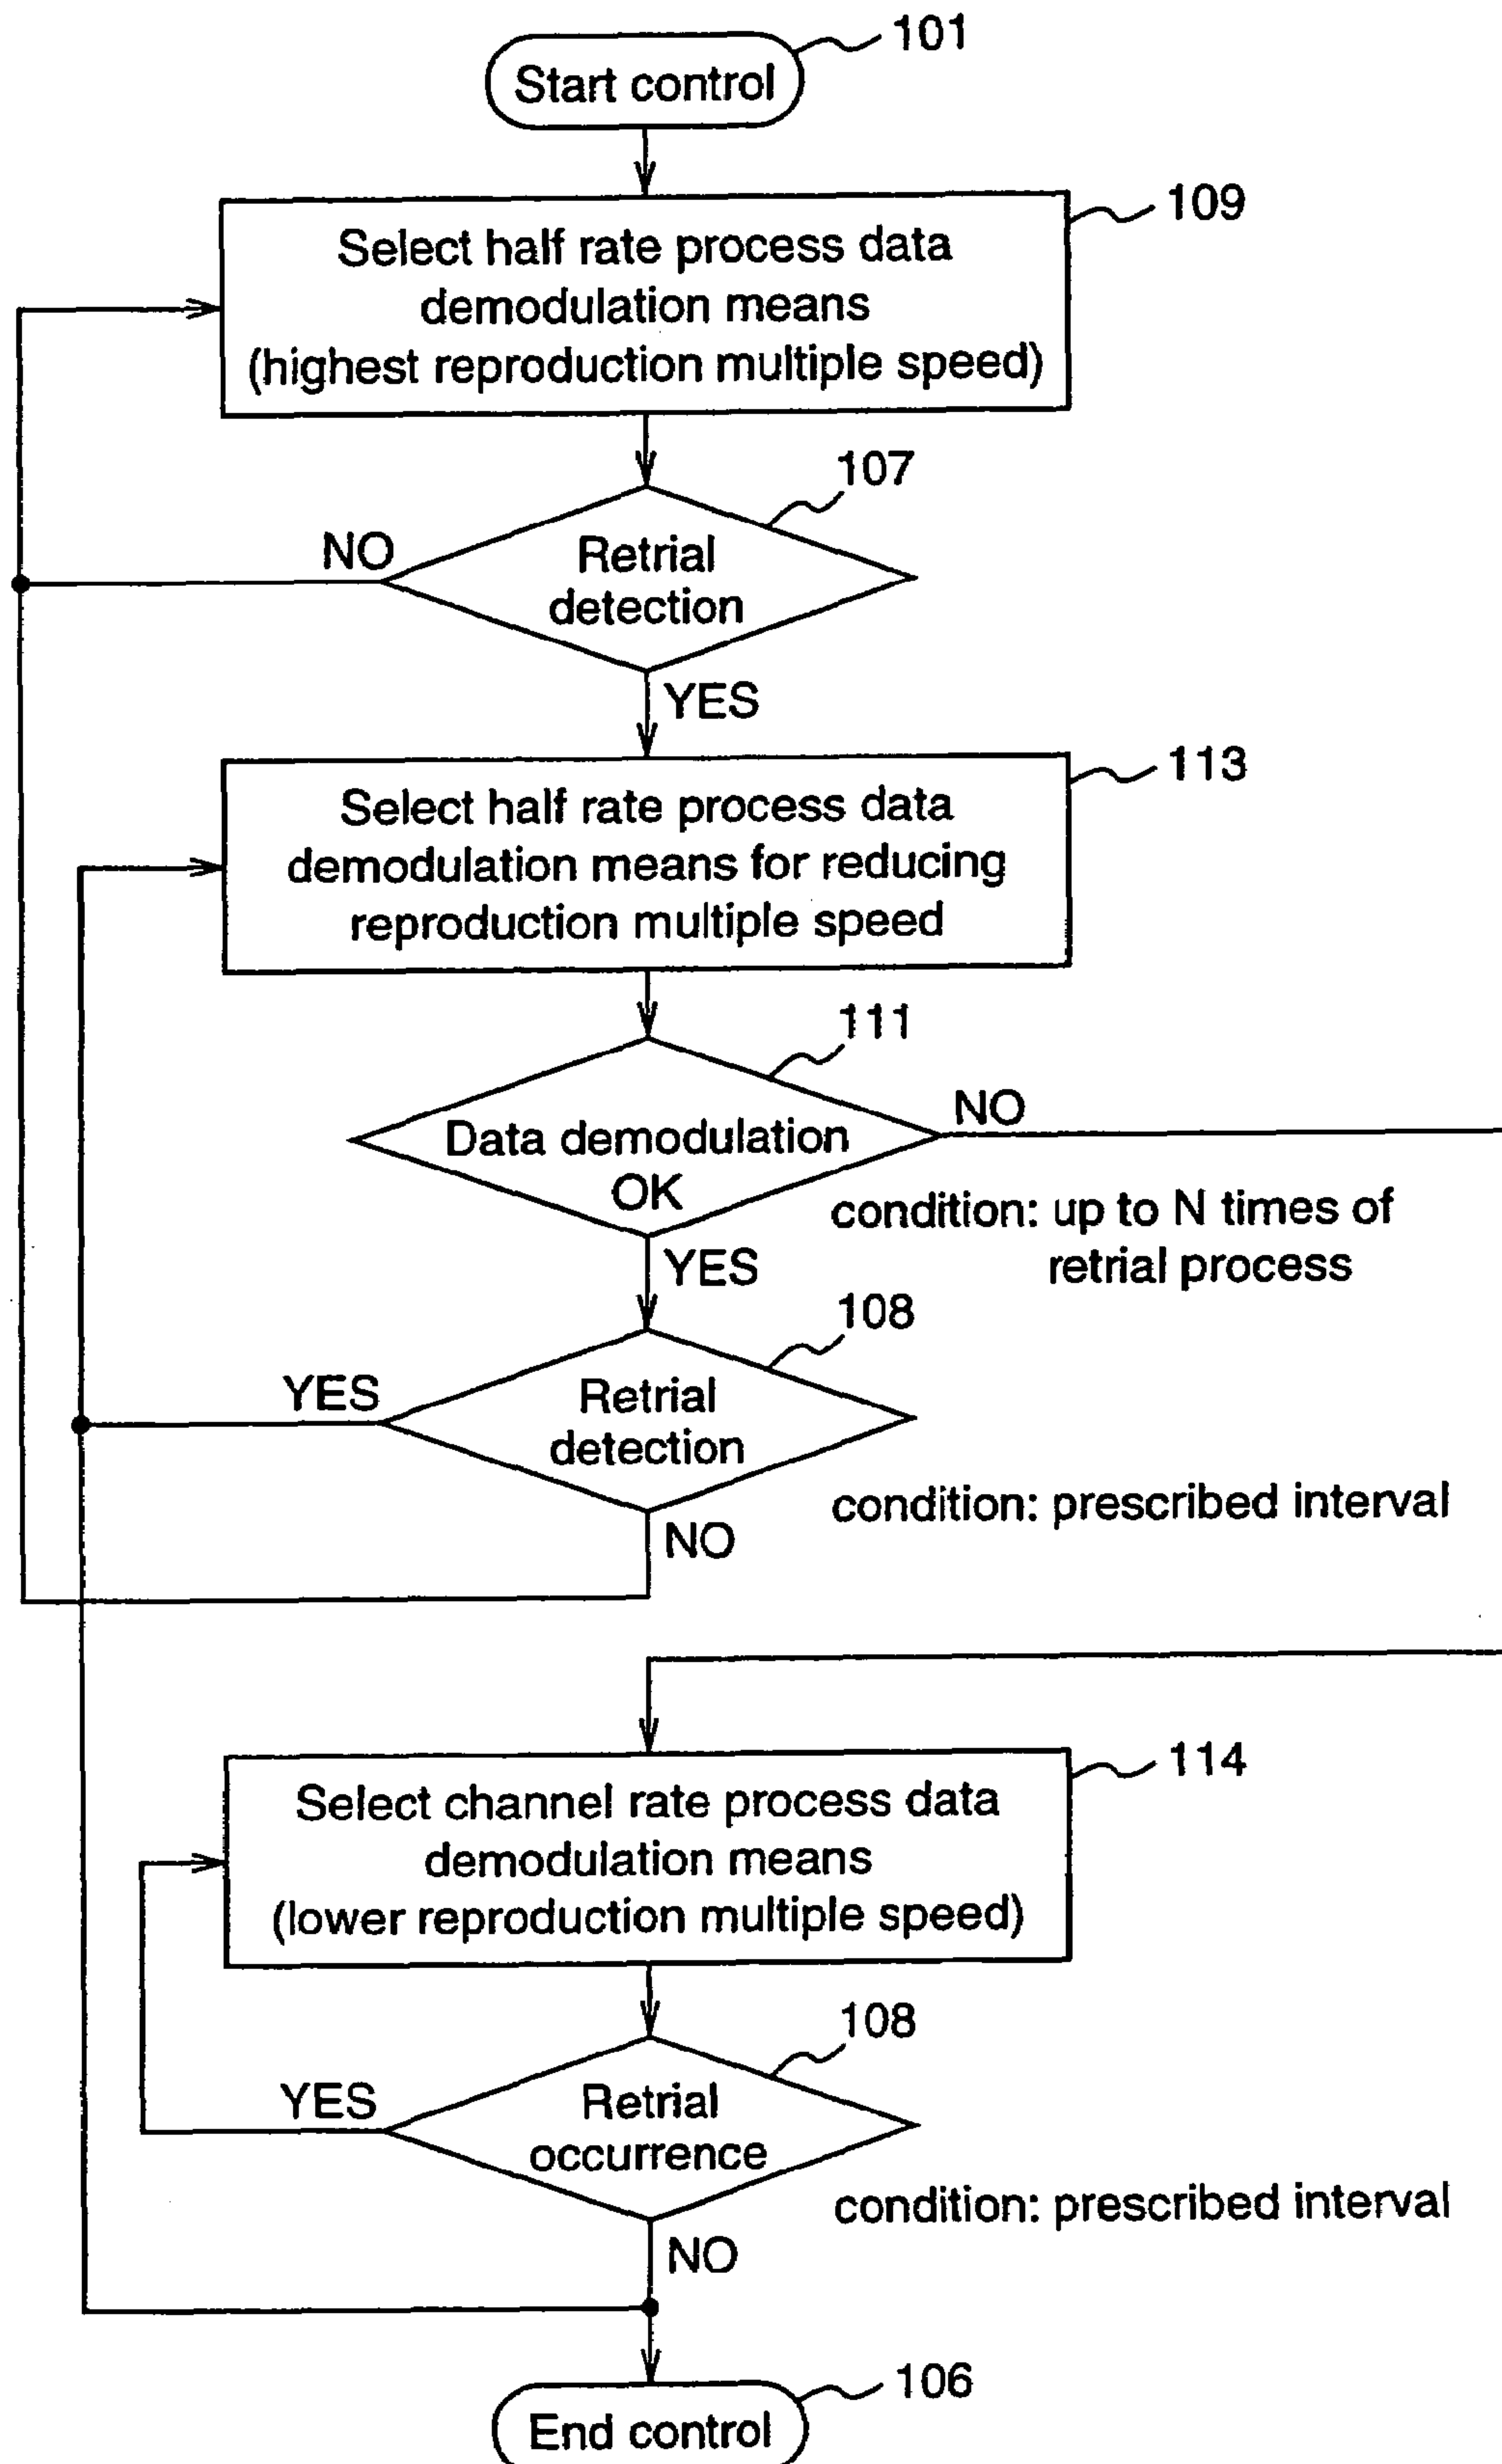 101
Start control
109
Select half rate process data
demodulation means
(highest reproduction multiple speed)
107
NO
Retrial
detection
YES
113
Select half rate process data
demodulation means for reducing
reproduction multiple speed
111
NO
Data demodulation
OK
condition: up to N times of
retrial process
YES
108
YES
Retrial
detection
condition: prescribed interval
NO
114
Select channel rate process data
demodulation means
(lower reproduction multiple speed)
108
YES
Retrial
occurrence
condition: prescribed interval
NO
106
End control